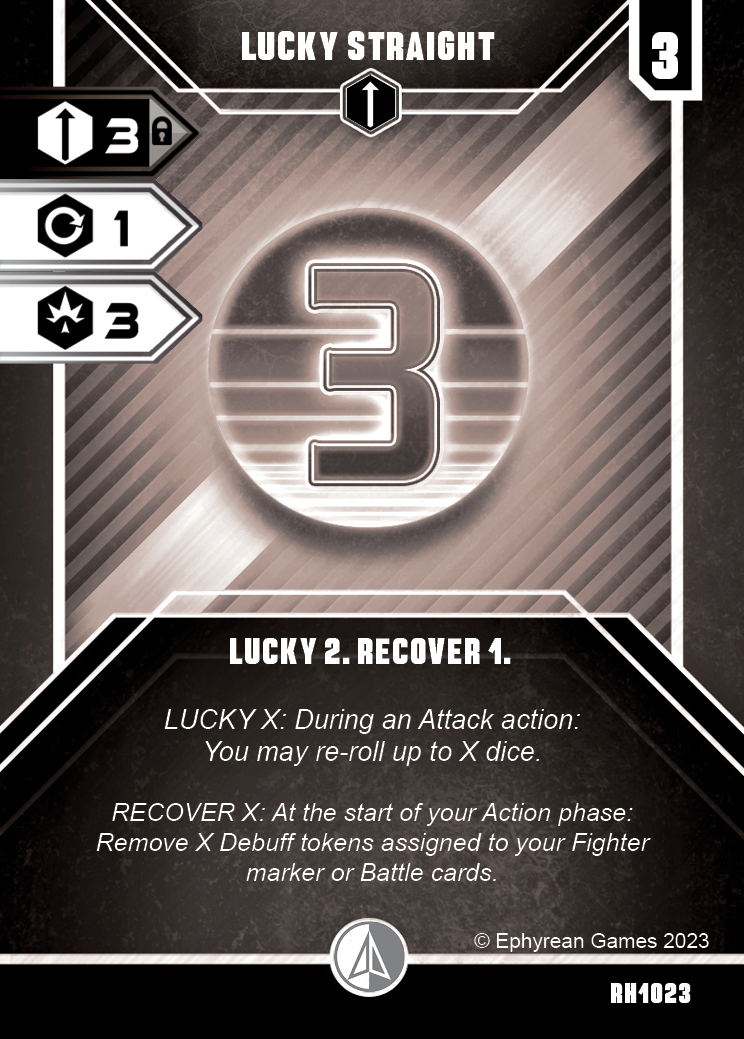 LUCKY STRAIGHT
3
3
1
3
3
LUCKY 2. RECOVER 1.
LUCKY X: During an Attack action:
You may re-roll up to X dice.
RECOVER X: At the start of your Action phase:
Remove X Debuff tokens assigned to your Fighter
marker or Battle cards.
© Ephyrean Games 2023
RH1023